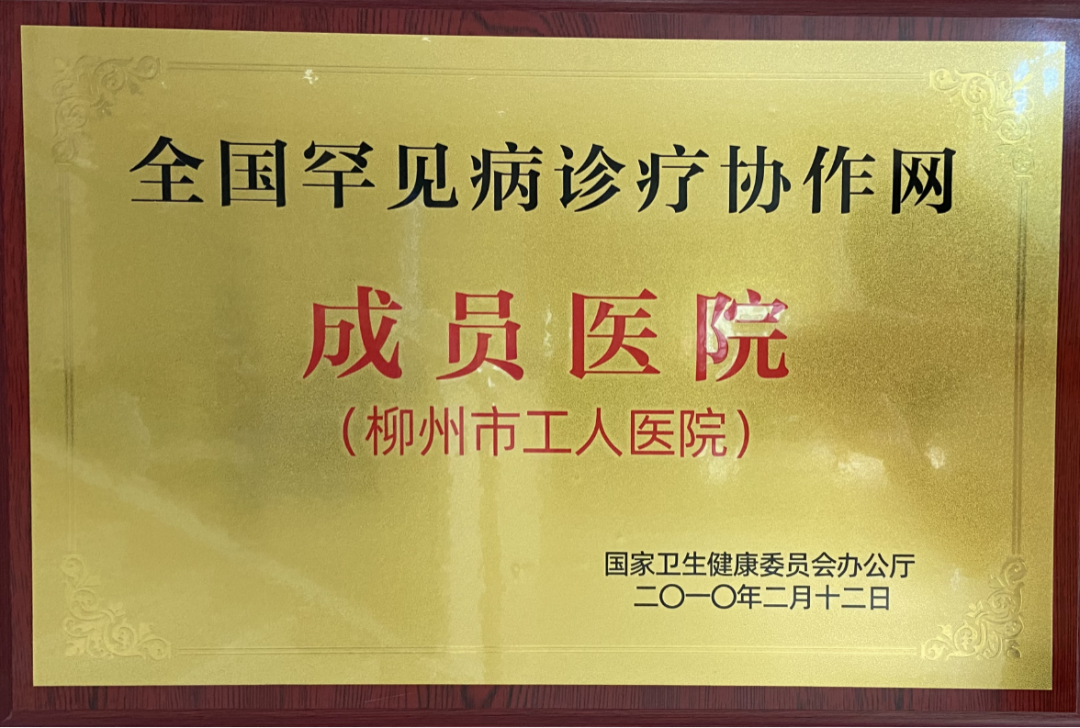 全国罕见病诊疗协作网
成员医院
（柳州市工人医院）
国家卫生健康委员会办公厅
二〇一〇年二月十二日